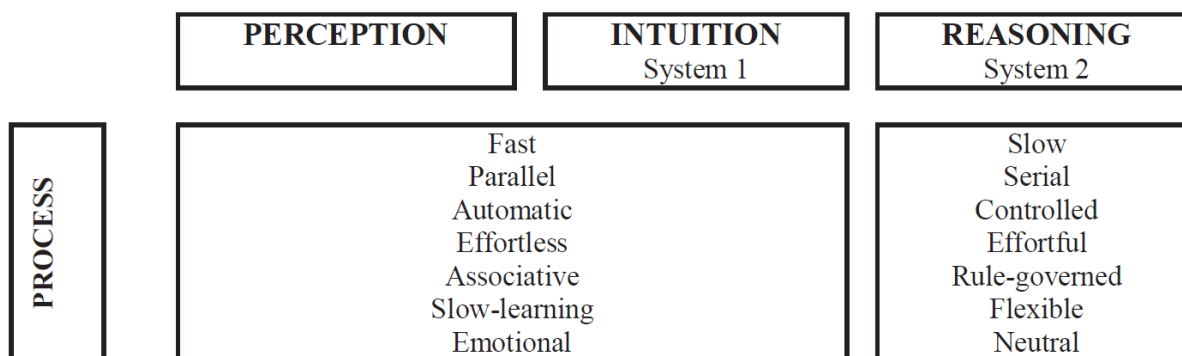 PERCEPTION
INTUITION
System 1
REASONING
System 2
PROCESS
Fast
Parallel
Automatic
Effortless
Associative
Slow-learning
Emotional
Slow
Serial
Controlled
Effortful
Rule-governed
Flexible
Neutral